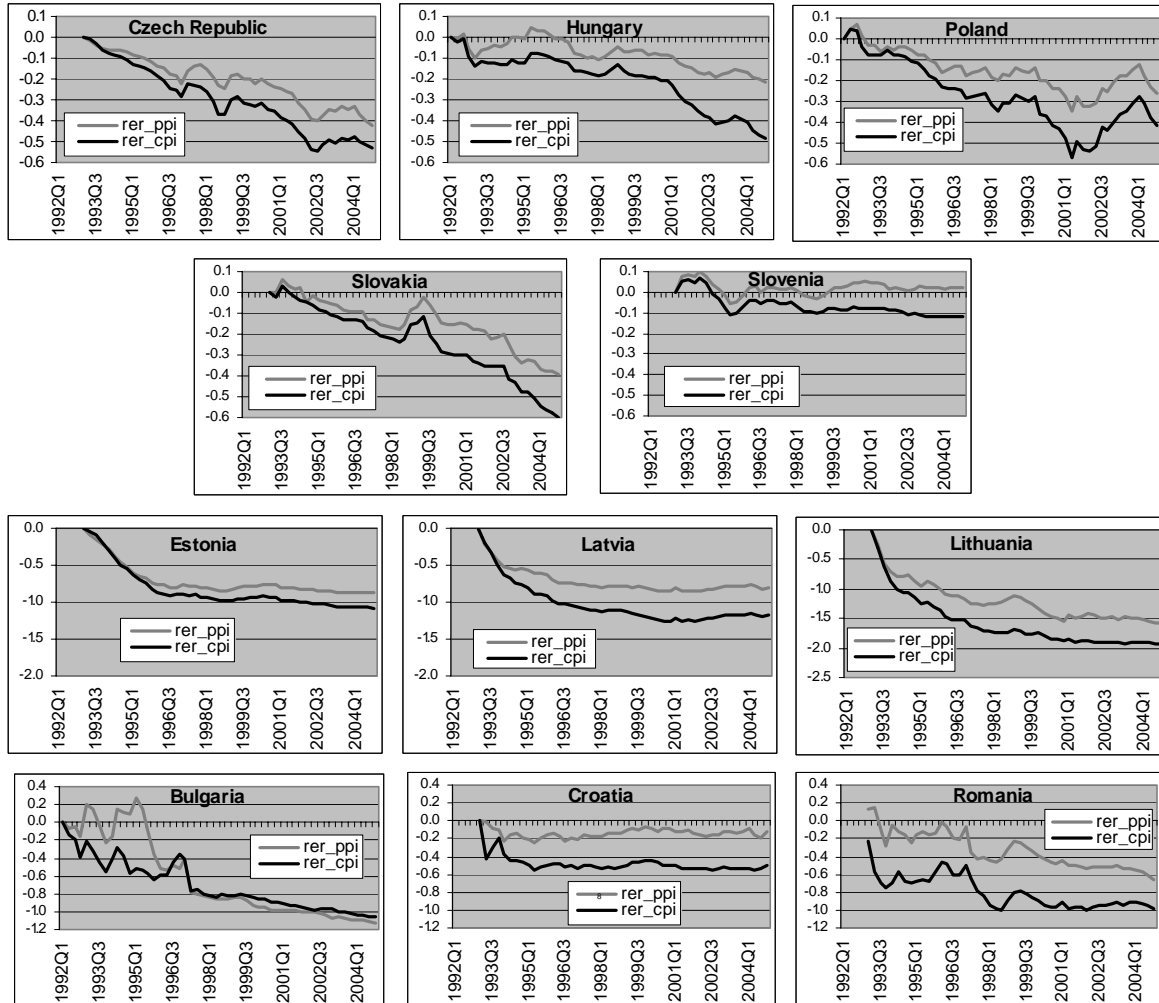 Czech Republic
0.1
0.0
-0.1
-0.2
-0.3
-0.4
-0.5
-0.6
rer_ppi
rer_cpi
1992Q1
1993Q3
1995Q1
1996Q3
1998Q1
1999Q3
2001Q1
2002Q3
2004Q1
Hungary
0.1
0.0
-0.1
-0.2
-0.3
-0.4
-0.5
-0.6
rer_ppi
rer_cpi
1992Q1
1993Q3
1995Q1
1996Q3
1998Q1
1999Q3
2001Q1
2002Q3
2004Q1
Poland
0.1
0.0
-0.1
-0.2
-0.3
-0.4
-0.5
-0.6
rer_ppi
rer_cpi
1992Q1
1993Q3
1995Q1
1996Q3
1998Q1
1999Q3
2001Q1
2002Q3
2004Q1
Slovakia
0.1
0.0
-0.1
-0.2
-0.3
-0.4
-0.5
-0.6
rer_ppi
rer_cpi
1992Q1
1993Q3
1995Q1
1996Q3
1998Q1
1999Q3
2001Q1
2002Q3
2004Q1
Slovenia
0.1
0.0
-0.1
-0.2
-0.3
-0.4
-0.5
-0.6
rer_ppi
rer_cpi
1992Q1
1993Q3
1995Q1
1996Q3
1998Q1
1999Q3
2001Q1
2002Q3
2004Q1
Estonia
0.0
-0.5
-1.0
-1.5
-2.0
rer_ppi
rer_cpi
1992Q1
1993Q3
1995Q1
1996Q3
1998Q1
1999Q3
2001Q1
2002Q3
2004Q1
Latvia
0.0
-0.5
-1.0
-1.5
-2.0
rer_ppi
rer_cpi
1992Q1
1993Q3
1995Q1
1996Q3
1998Q1
1999Q3
2001Q1
2002Q3
2004Q1
Lithuania
0.0
-0.5
-1.0
-1.5
-2.0
-2.5
rer_ppi
rer_cpi
1992Q1
1993Q3
1995Q1
1996Q3
1998Q1
1999Q3
2001Q1
2002Q3
2004Q1
Bulgaria
0.4
0.2
0.0
-0.2
-0.4
-0.6
-0.8
-1.0
-1.2
rer_ppi
rer_cpi
1992Q1
1993Q3
1995Q1
1996Q3
1998Q1
1999Q3
2001Q1
2002Q3
2004Q1
Croatia
0.4
0.2
0.0
-0.2
-0.4
-0.6
-0.8
-1.0
-1.2
rer_ppi
rer_cpi
1992Q1
1993Q3
1995Q1
1996Q3
1998Q1
1999Q3
2001Q1
2002Q3
2004Q1
Romania
0.4
0.2
0.0
-0.2
-0.4
-0.6
-0.8
-1.0
-1.2
rer_ppi
rer_cpi
1992Q1
1993Q3
1995Q1
1996Q3
1998Q1
1999Q3
2001Q1
2002Q3
2004Q1